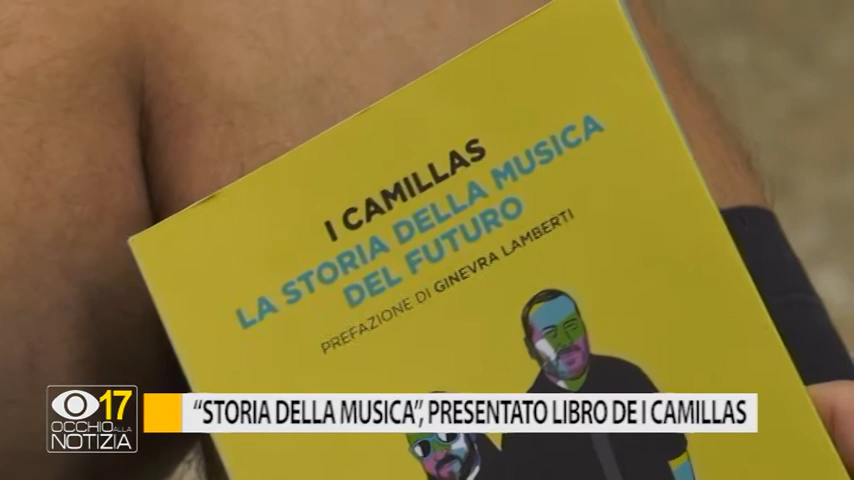 I CAMILLAS
LA STORIA DELLA MUSICA
DEL FUTURO
PREFAZIONE DI GINEVRA LAMBERTI
17
OCCHIO ALLA
NOTIZIA
“STORIA DELLA MUSICA”, PRESENTATO LIBRO DE I CAMILLAS